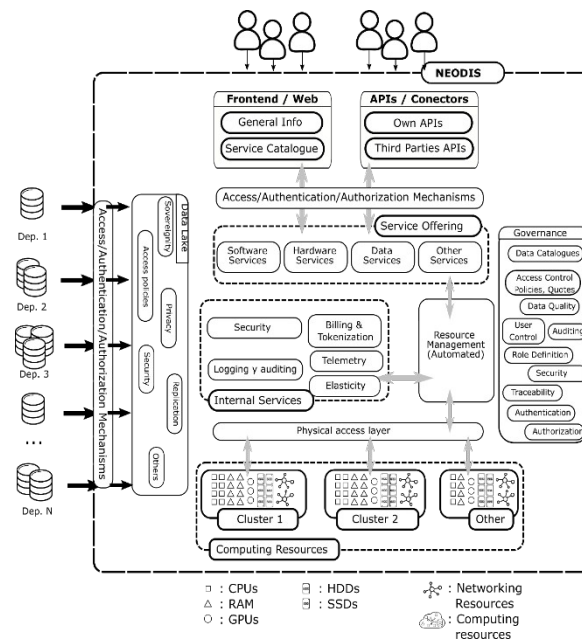 NEODIS
Frontend / Web
General Info
Service Catalogue
APIs / Conectors
Own APIs
Third Parties APIs
Access/Authentication/Authorization Mechanisms
Service Offering
Software
Services
Hardware
Services
Data
Services
Other
Services
Dep. 1
Dep. 2
Dep. 3
...
Dep. N
Access/Authentication/Authorization Mechanisms
Data Lake
Sovereignity
Access policies
Privacy
Security
Replication
Others
Security
Billing &
Tokenization
Telemetry
Logging y auditing
Elasticity
Internal Services
Resource
Management
(Automated)
Governance
Data Catalogues
Access Control
Policies, Quotes
Data Quality
User
Control
Auditing
Role Definition
Security
Traceability
Authentication
Authorization
Physical access layer
Cluster 1
Cluster 2
Other
Computing Resources
: CPUs
: RAM
: GPUs
: HDDs
: SSDs
: Networking
Resources
: Computing
resources